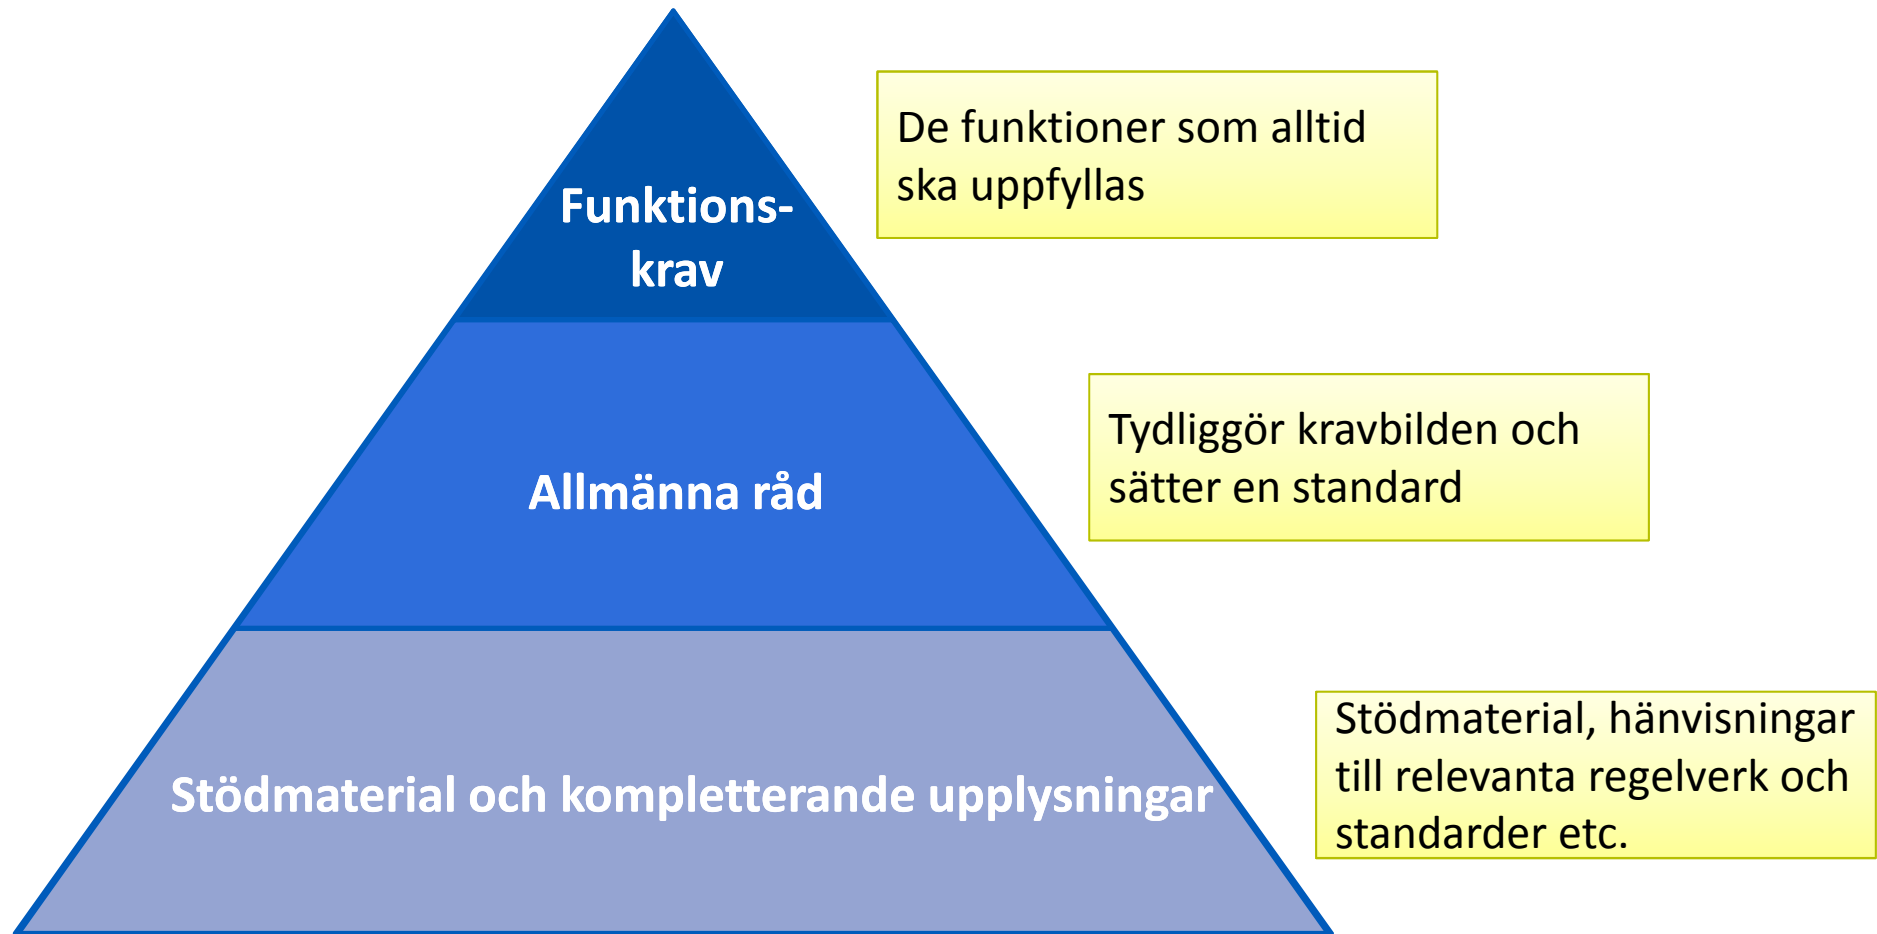 Funktions-
krav
De funktioner som alltid
ska uppfyllas
Allmänna råd
Tydliggör kravbilden och
sätter en standard
Stödmaterial och kompletterande upplysningar
Stödmaterial, hänvisningar
till relevanta regelverk och
standarder etc.